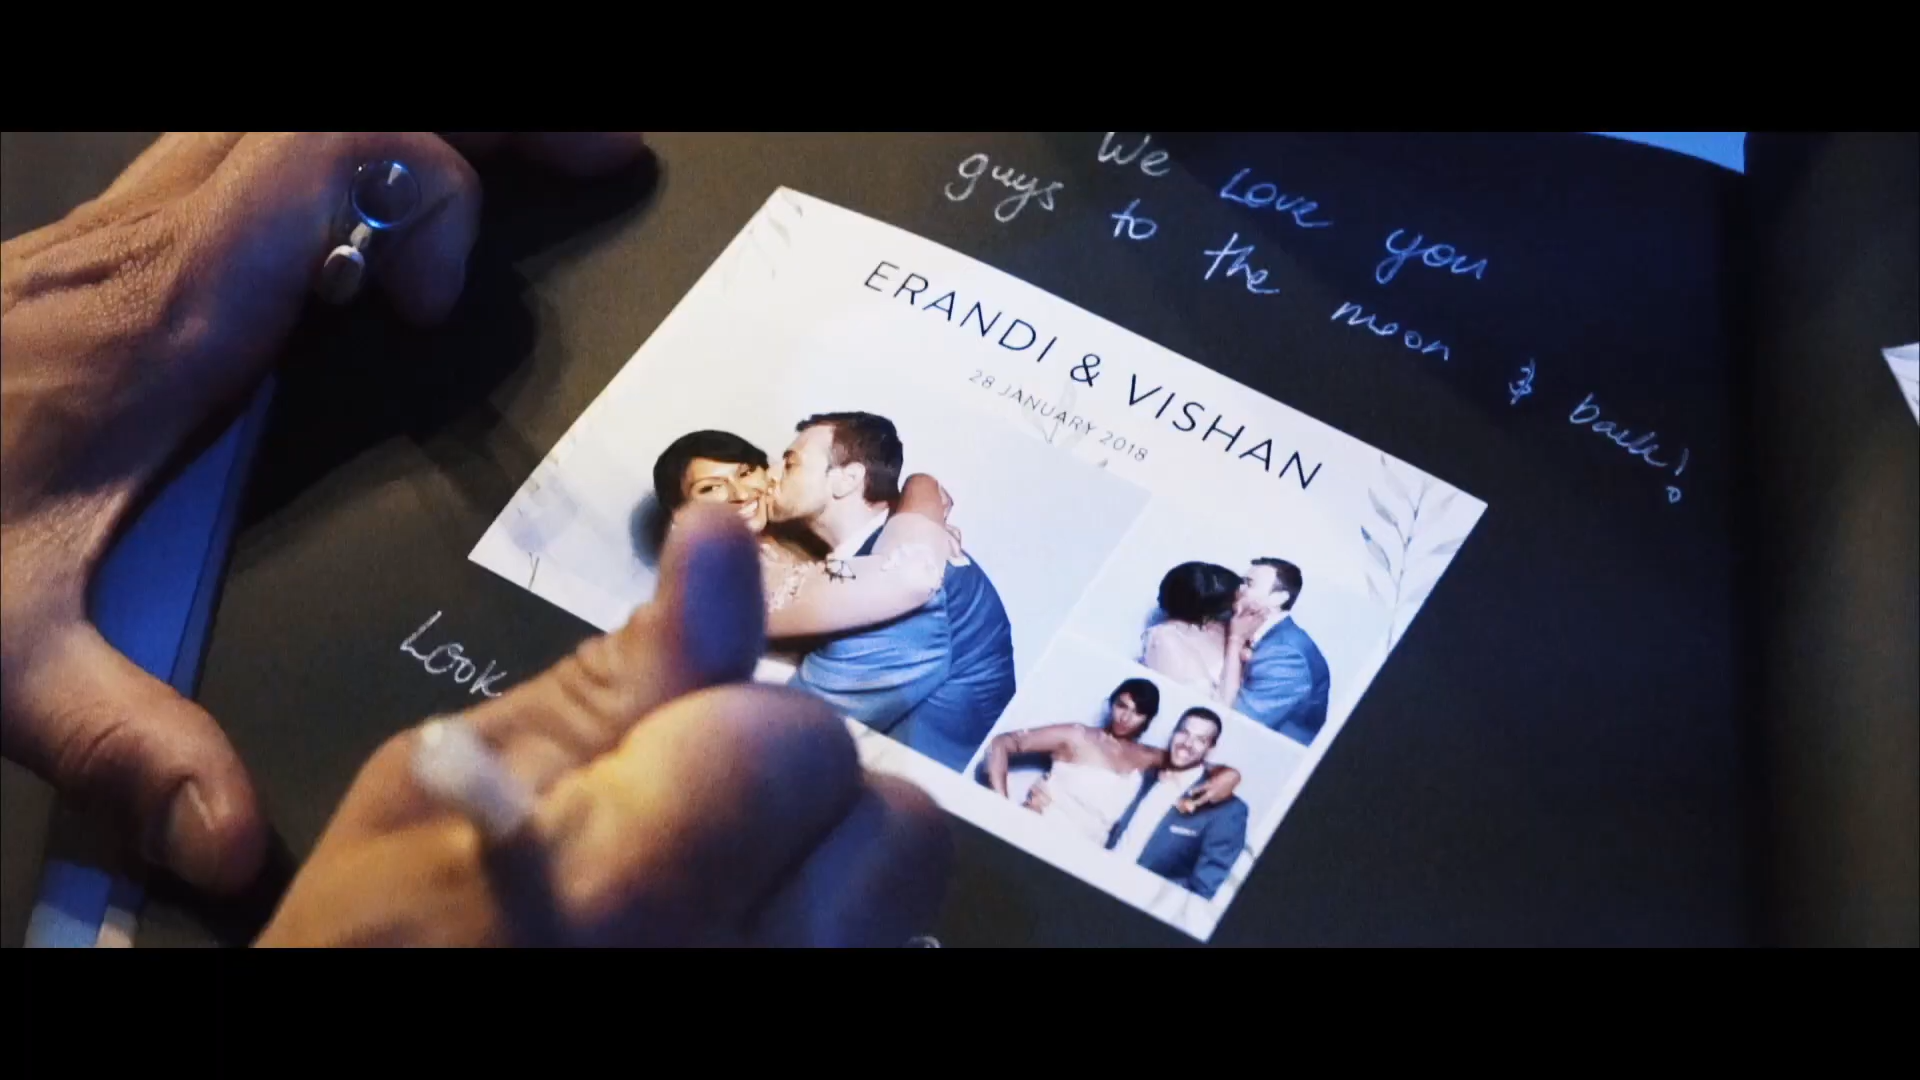 We Love you
guys to the moon & back!
ERANDI & VISHAN
28 JANUARY 2018
Look